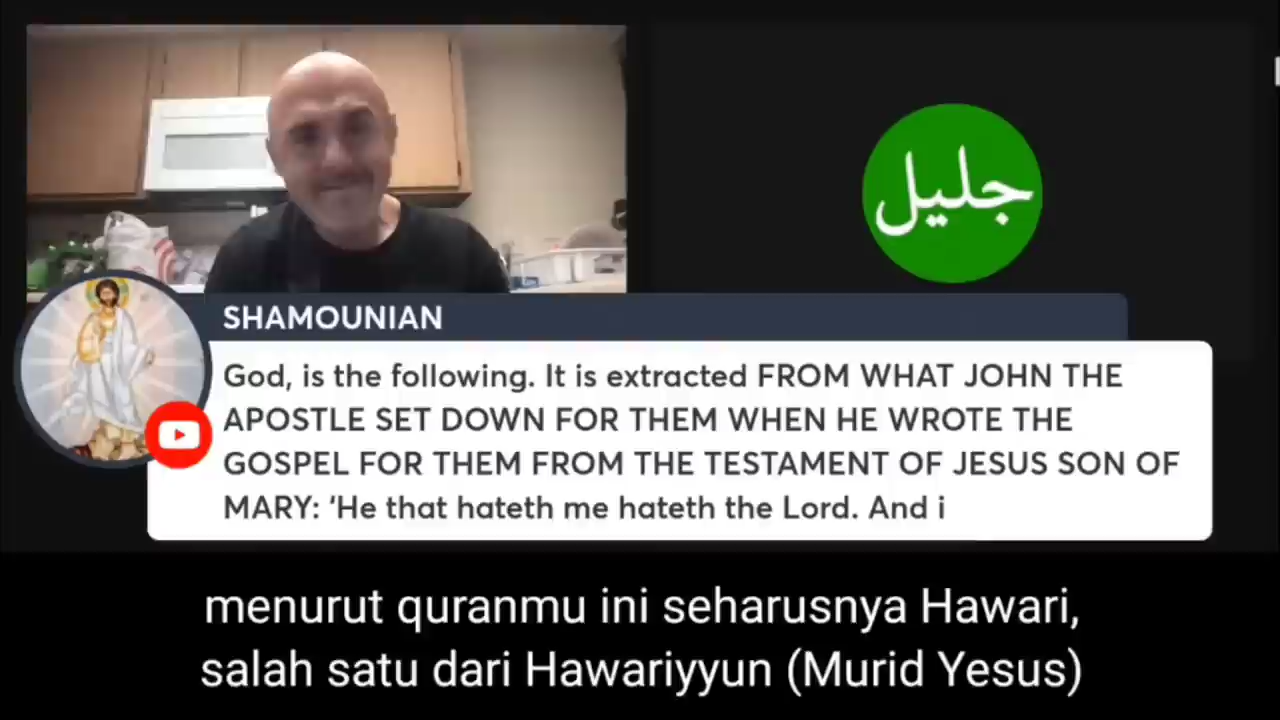 جليل
SHAMOUNIAN
God, is the following. It is extracted FROM WHAT JOHN THE
APOSTLE SET DOWN FOR THEM WHEN HE WROTE THE
GOSPEL FOR THEM FROM THE TESTAMENT OF JESUS SON OF
MARY: ‘He that hateth me hateth the Lord. And i
menurut quranmu ini seharusnya Hawari,
salah satu dari Hawariyyun (Murid Yesus)